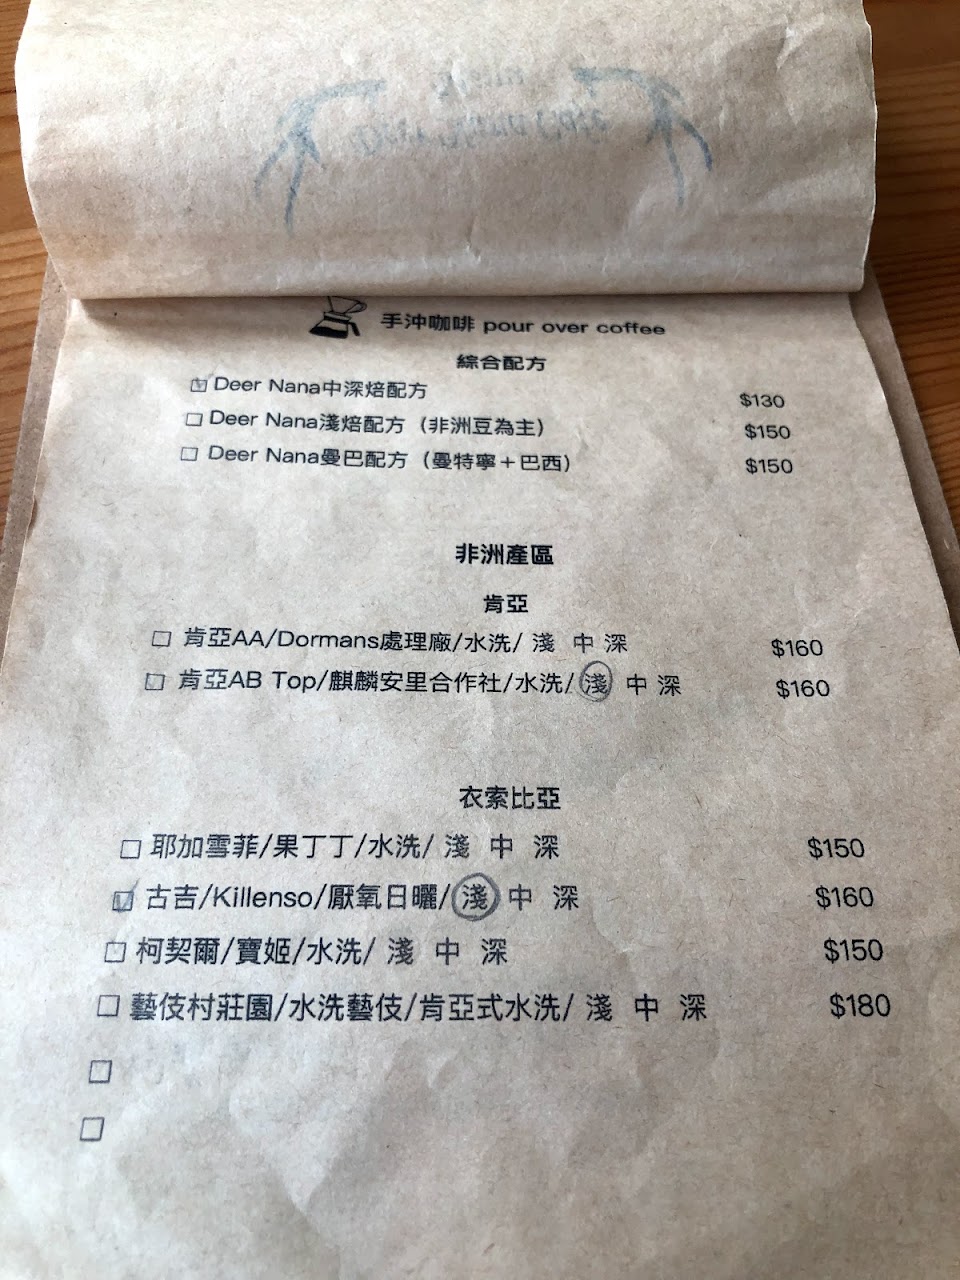 手沖咖啡 pour over coffee
綜合配方
☑ Deer Nana中深焙配方 $130
☐ Deer Nana淺焙配方（非洲豆為主） $150
☐ Deer Nana曼巴配方（曼特寧＋巴西） $150
非洲產區
肯亞
☐ 肯亞AA/Dormans處理廠/水洗/ 淺 中 深 $160
☐ 肯亞AB Top/麒麟安里合作社/水洗/ 淺 中 深 $160
衣索比亞
☐ 耶加雪菲/果丁丁/水洗/ 淺 中 深 $150
☑ 古吉/Killenso/厭氧日曬/ 淺 中 深 $160
☐ 柯契爾/寶姬/水洗/ 淺 中 深 $150
☐ 藝伎村莊園/水洗藝伎/肯亞式水洗/ 淺 中 深 $180
☐
☐